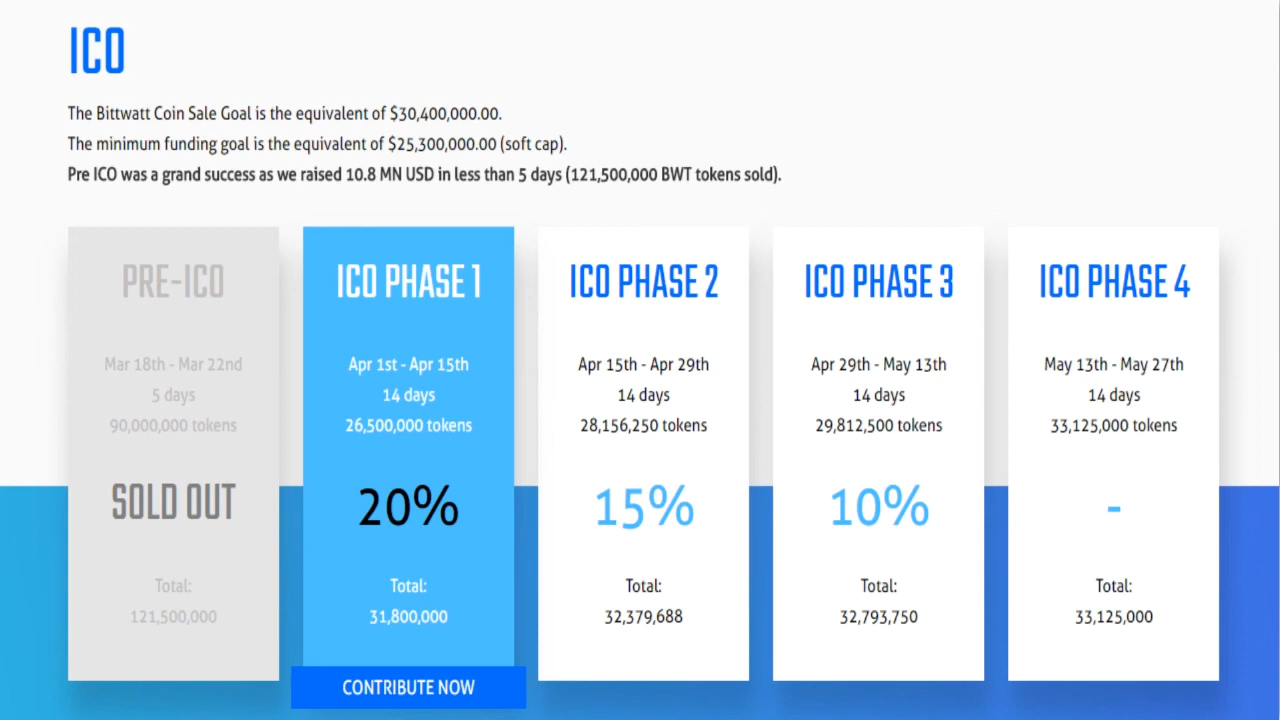 ICO
The Bittwatt Coin Sale Goal is the equivalent of $30,400,000.00.
The minimum funding goal is the equivalent of $25,300,000.00 (soft cap).
Pre ICO was a grand success as we raised 10.8 MN USD in less than 5 days (121,500,000 BWT tokens sold).
PRE-ICO
Mar 18th - Mar 22nd
5 days
90,000,000 tokens
SOLD OUT
Total:
121,500,000
ICO PHASE 1
Apr 1st - Apr 15th
14 days
26,500,000 tokens
20%
Total:
31,800,000
CONTRIBUTE NOW
ICO PHASE 2
Apr 15th - Apr 29th
14 days
28,156,250 tokens
15%
Total:
32,379,688
ICO PHASE 3
Apr 29th - May 13th
14 days
29,812,500 tokens
10%
Total:
32,793,750
ICO PHASE 4
May 13th - May 27th
14 days
33,125,000 tokens
-
Total:
33,125,000